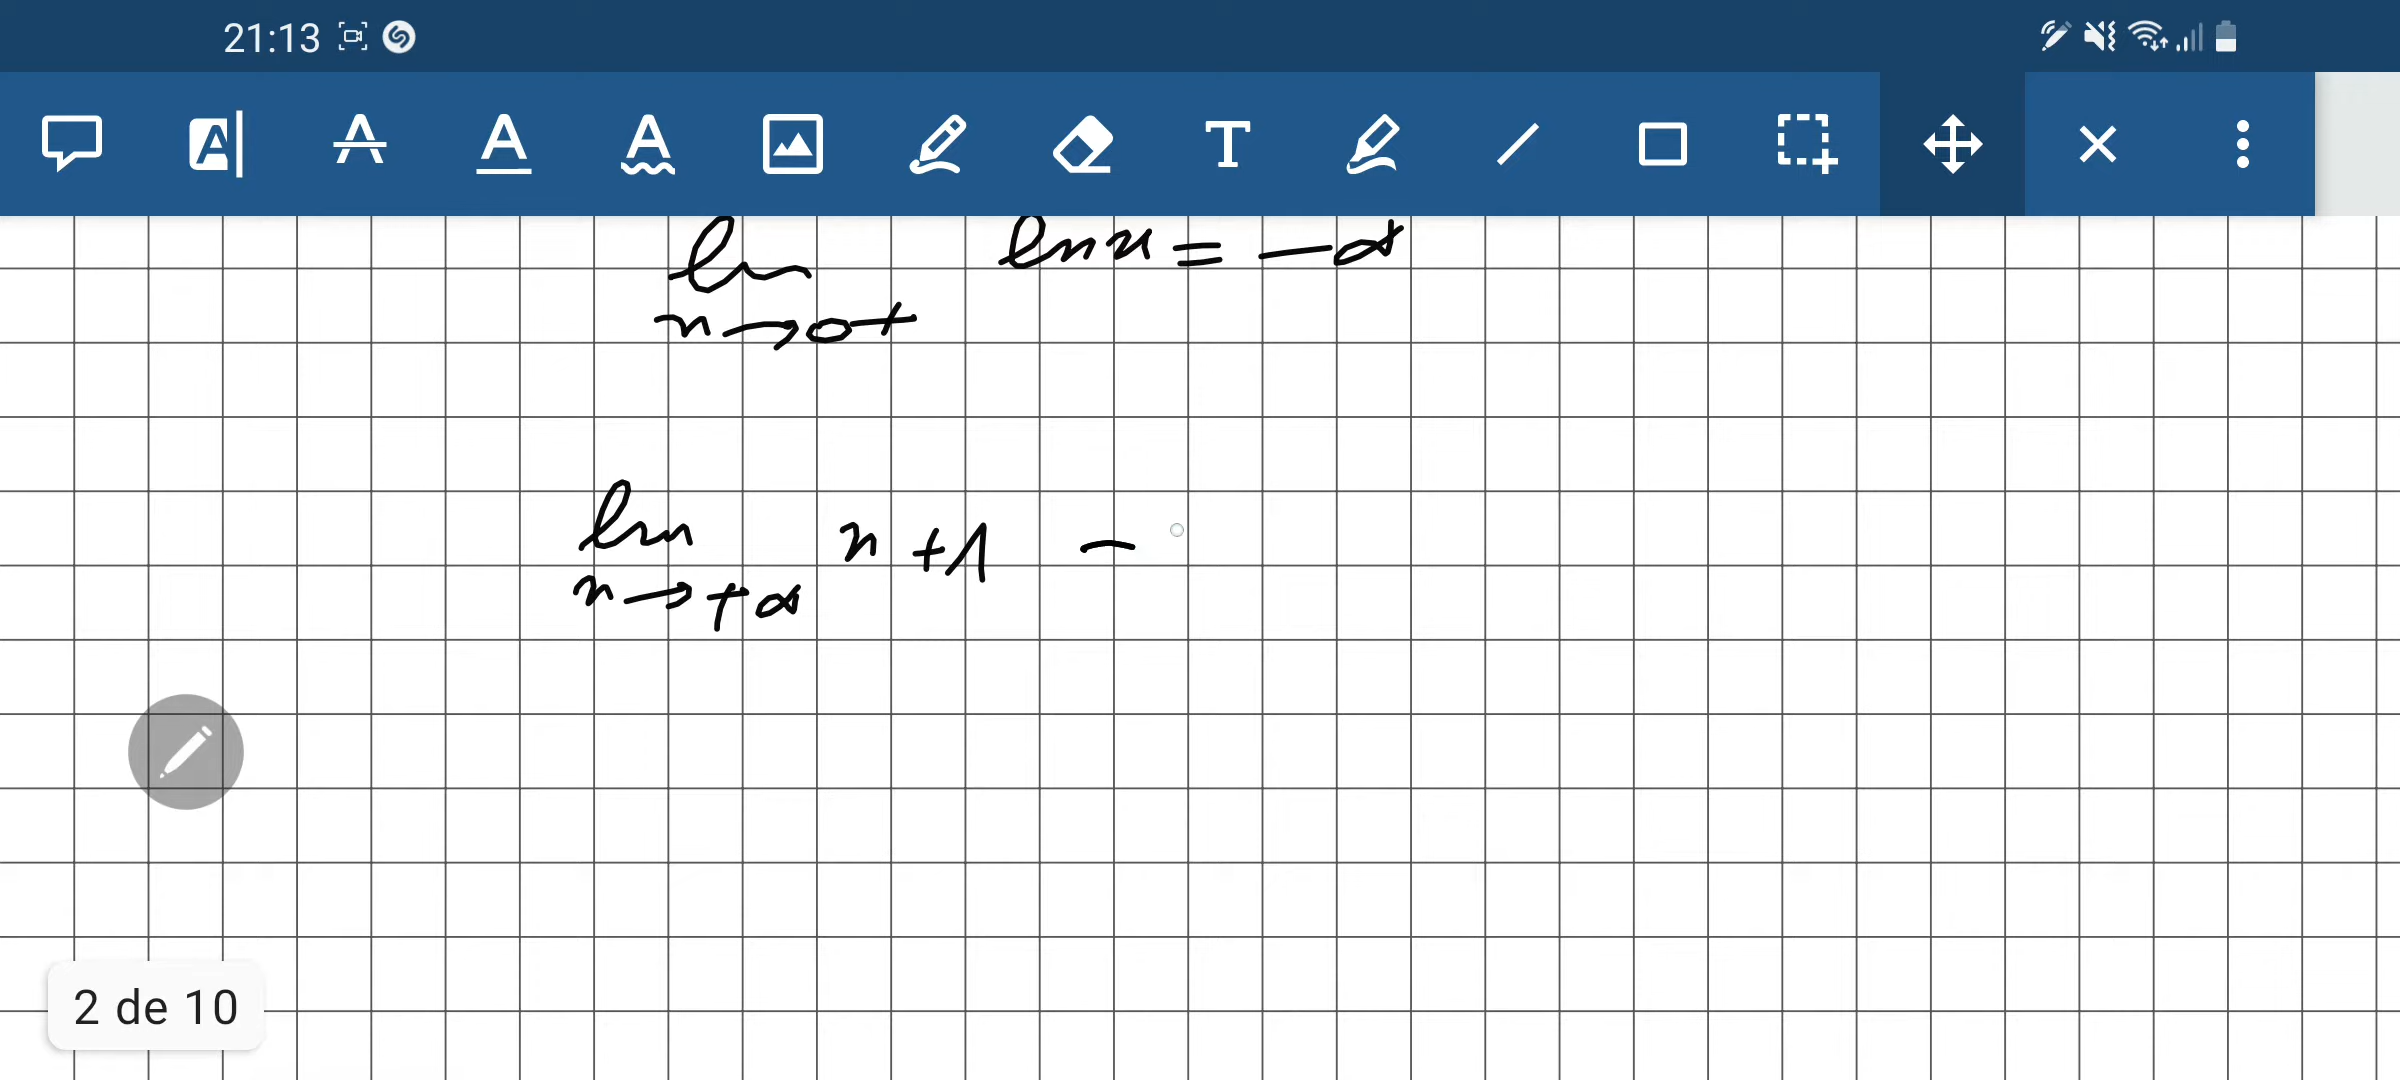 21:13
A A A A T
lim ln x = -∞
x → 0+
lim x + 1 -
x → +∞
2 de 10